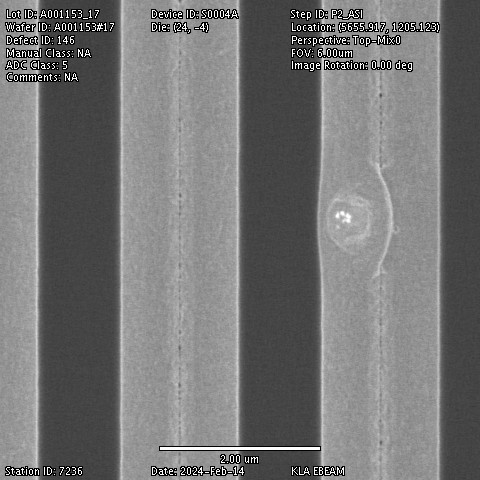 Lot ID: A001153_17
Wafer ID: A001153#17
Defect ID: 146
Manual Class: NA
ADC Class: 5
Comments: NA
Device ID: S0004A
Die: (24, -4)
Step ID: F2_ASI
Location: (5655.917, 1205.123)
Perspective: Top-Mix0
FOV: 6.00um
Image Rotation: 0.00 deg
2.00 um
Station ID: 7236
Date: 2024-Feb-14
KLA EBEAM